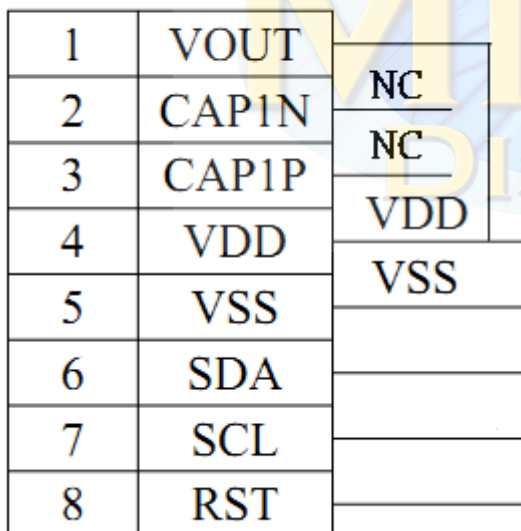 1 VOUT
NC
2 CAP1N
NC
3 CAP1P
VDD
4 VDD
VSS
5 VSS
6 SDA
7 SCL
8 RST